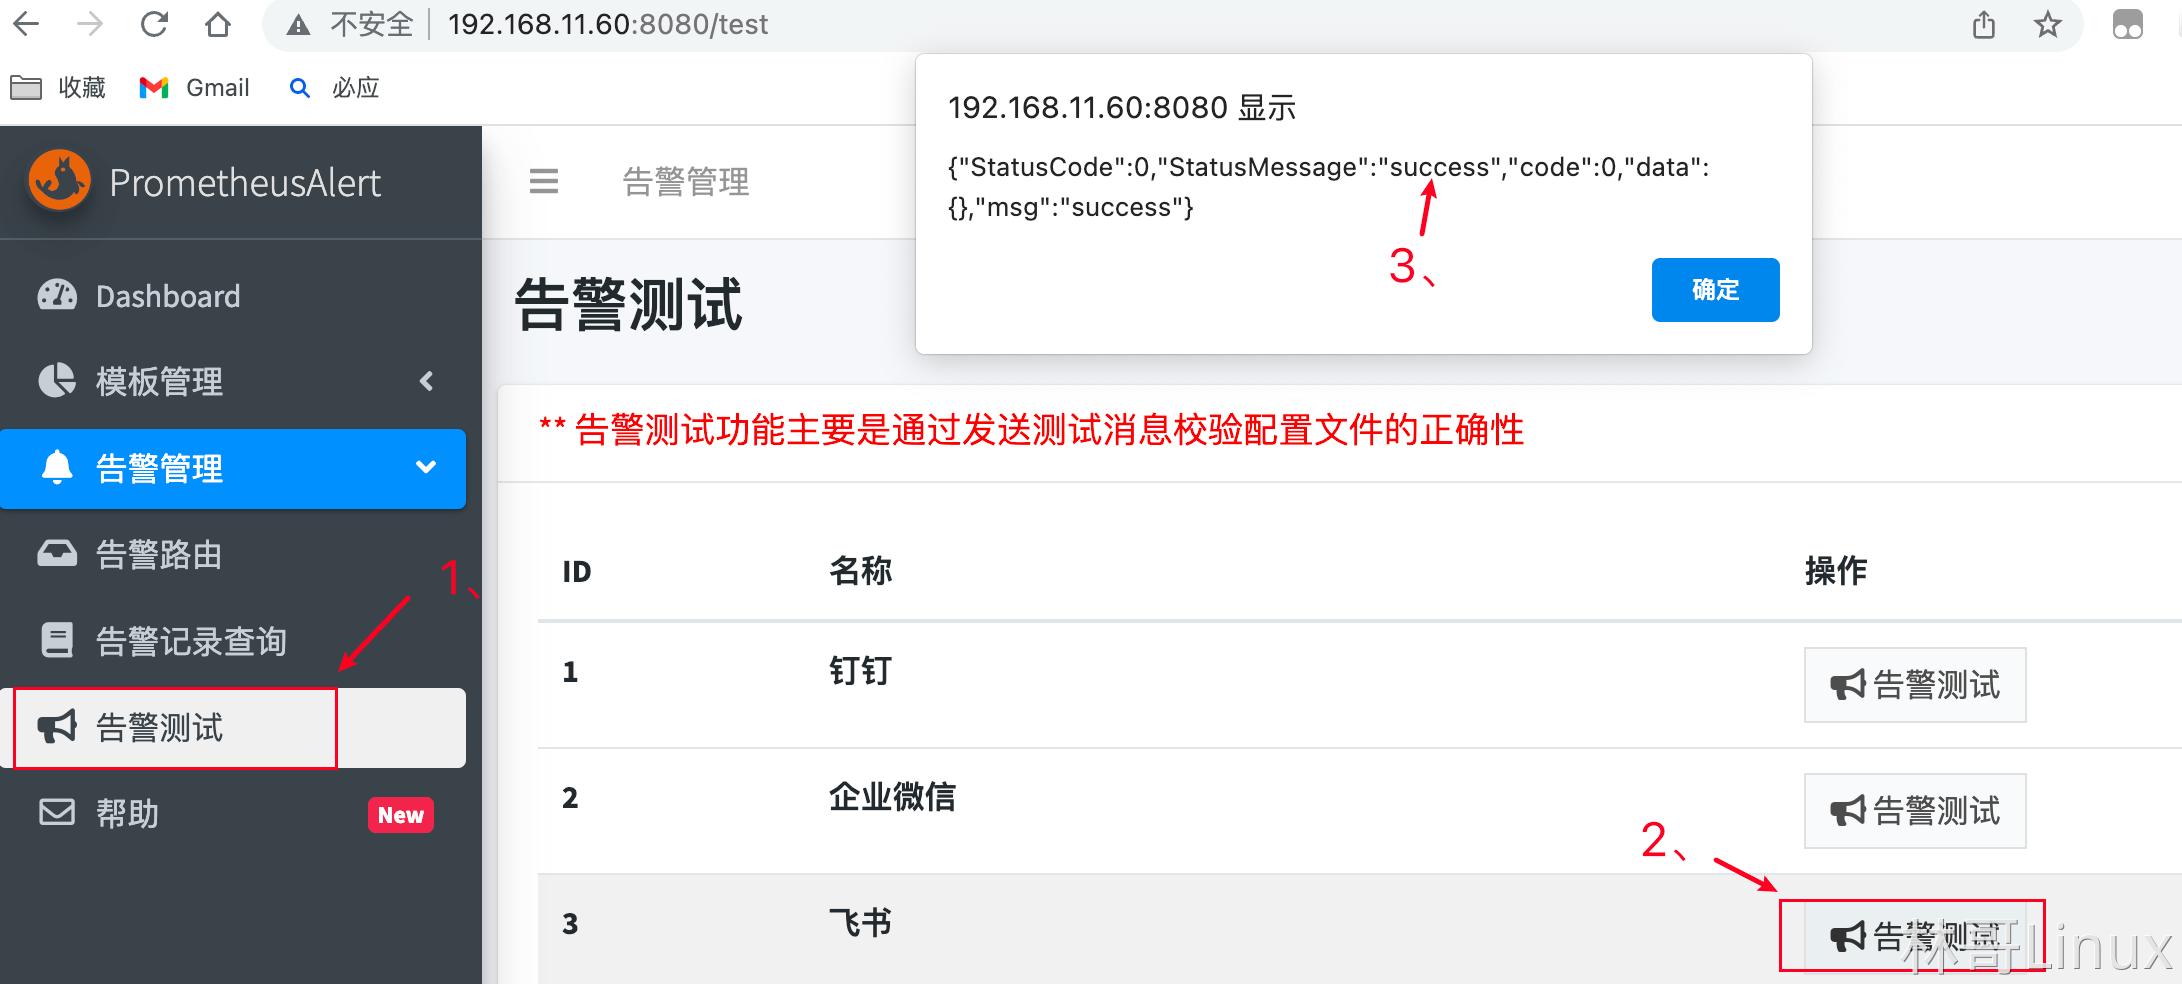 不安全 192.168.11.60:8080/test
收藏 Gmail 必应
192.168.11.60:8080 显示
{"StatusCode":0,"StatusMessage":"success","code":0,"data":
{},"msg":"success"}
3、
确定
PrometheusAlert
告警管理
Dashboard
模板管理
告警管理
告警路由
1、
告警记录查询
告警测试
帮助 New
告警测试
** 告警测试功能主要是通过发送测试消息校验配置文件的正确性
ID 名称 操作
1 钉钉 告警测试
2 企业微信 告警测试
2、
3 飞书 告警测试
林哥Linux